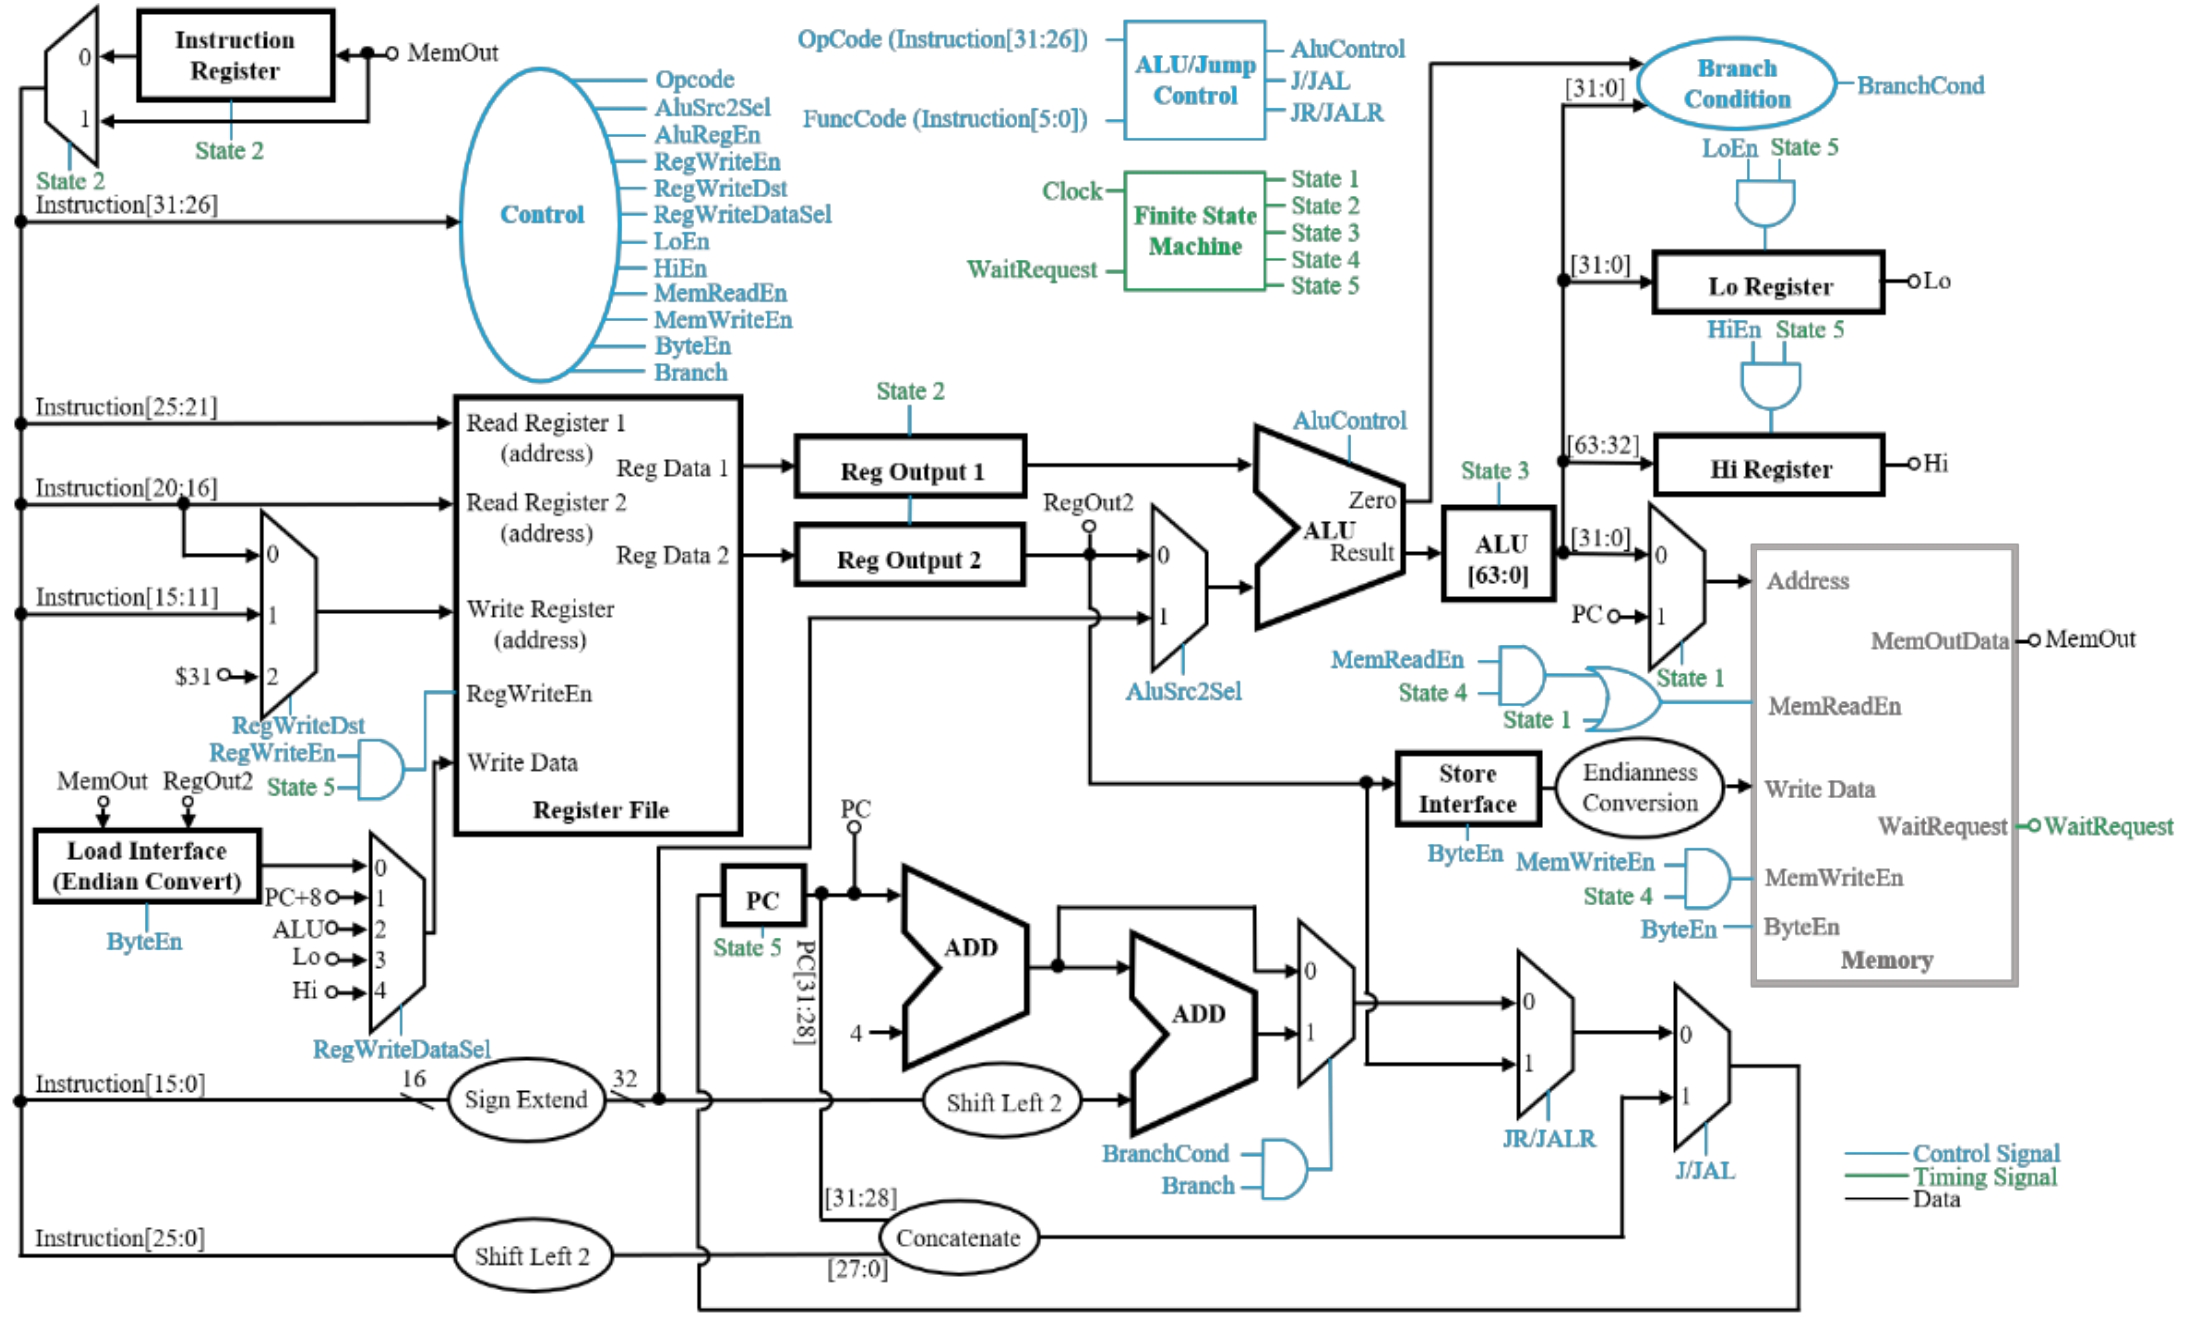 Instruction
Register
MemOut
0
1
State 2
State 2
Instruction[31:26]
Control
Opcode
AluSrc2Sel
AluRegEn
RegWriteEn
RegWriteDst
RegWriteDataSel
LoEn
HiEn
MemReadEn
MemWriteEn
ByteEn
Branch
OpCode (Instruction[31:26])
FuncCode (Instruction[5:0])
ALU/Jump
Control
AluControl
J/JAL
JR/JALR
Clock
WaitRequest
Finite State
Machine
State 1
State 2
State 3
State 4
State 5
Branch
Condition
BranchCond
[31:0]
LoEn State 5
[31:0]
Lo Register
Lo
HiEn State 5
[63:32]
Hi Register
Hi
Instruction[25:21]
Instruction[20:16]
Instruction[15:11]
0
1
$31
2
RegWriteDst
RegWriteEn
State 5
Read Register 1
(address)
Reg Data 1
Read Register 2
(address)
Reg Data 2
Write Register
(address)
RegWriteEn
Write Data
Register File
State 2
Reg Output 1
Reg Output 2
RegOut2
0
1
AluSrc2Sel
AluControl
Zero
ALU
Result
State 3
ALU
[63:0]
[31:0]
0
PC
1
State 1
MemReadEn
State 4
State 1
Address
MemOutData
MemOut
MemReadEn
Write Data
WaitRequest
WaitRequest
MemWriteEn
ByteEn
Memory
Store
Interface
ByteEn
Endianness
Conversion
MemWriteEn
State 4
ByteEn
MemOut
RegOut2
Load Interface
(Endian Convert)
ByteEn
0
PC+8
1
ALU
2
Lo
3
Hi
4
RegWriteDataSel
PC
PC
State 5
PC[31:28]
4
ADD
ADD
0
1
0
1
JR/JALR
0
1
J/JAL
Instruction[15:0]
16
Sign Extend
32
Shift Left 2
BranchCond
Branch
Instruction[25:0]
Shift Left 2
[31:28]
[27:0]
Concatenate
Control Signal
Timing Signal
Data